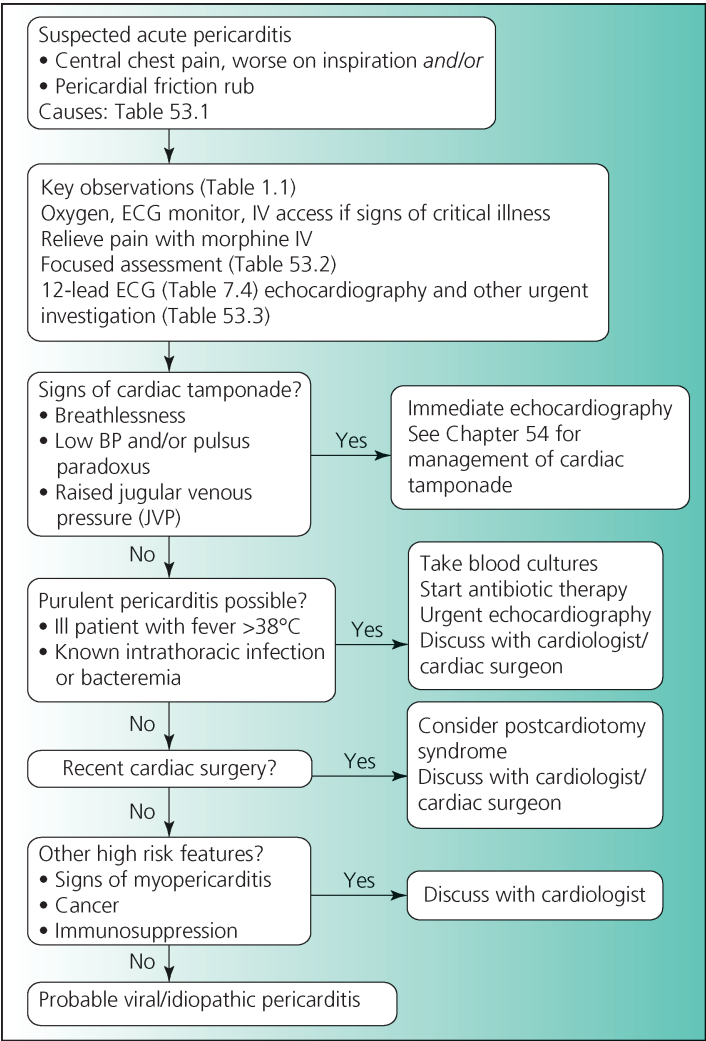 Suspected acute pericarditis
• Central chest pain, worse on inspiration and/or
• Pericardial friction rub
Causes: Table 53.1
Key observations (Table 1.1)
Oxygen, ECG monitor, IV access if signs of critical illness
Relieve pain with morphine IV
Focused assessment (Table 53.2)
12-lead ECG (Table 7.4) echocardiography and other urgent
investigation (Table 53.3)
Signs of cardiac tamponade?
• Breathlessness
• Low BP and/or pulsus
paradoxus
• Raised jugular venous
pressure (JVP)
Yes
Immediate echocardiography
See Chapter 54 for
management of cardiac
tamponade
No
Purulent pericarditis possible?
• Ill patient with fever >38°C
• Known intrathoracic infection
or bacteremia
Yes
Take blood cultures
Start antibiotic therapy
Urgent echocardiography
Discuss with cardiologist/
cardiac surgeon
No
Recent cardiac surgery?
Yes
Consider postcardiotomy
syndrome
Discuss with cardiologist/
cardiac surgeon
No
Other high risk features?
• Signs of myopericarditis
• Cancer
• Immunosuppression
Yes
Discuss with cardiologist
No
Probable viral/idiopathic pericarditis